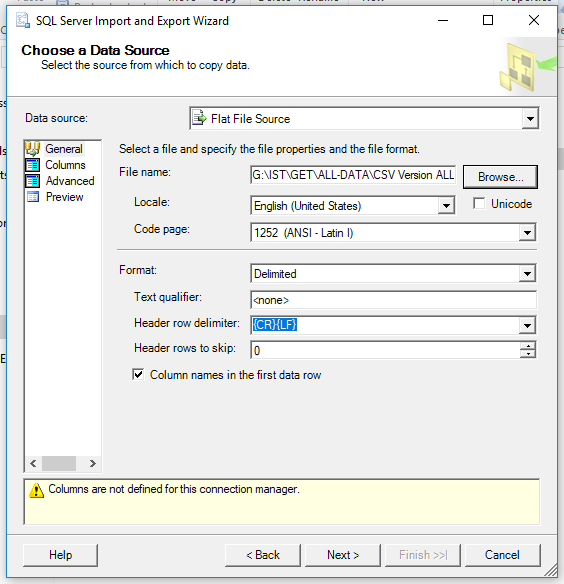 SQL Server Import and Export Wizard
Choose a Data Source
Select the source from which to copy data.
Data source: Flat File Source
General
Columns
Advanced
Preview
Select a file and specify the file properties and the file format.
File name: G:\IST\GET\ALL-DATA\CSV Version ALL Browse...
Locale: English (United States) Unicode
Code page: 1252 (ANSI - Latin I)
Format: Delimited
Text qualifier: <none>
Header row delimiter: {CR}{LF}
Header rows to skip: 0
Column names in the first data row
Columns are not defined for this connection manager.
Help < Back Next > Finish >>| Cancel